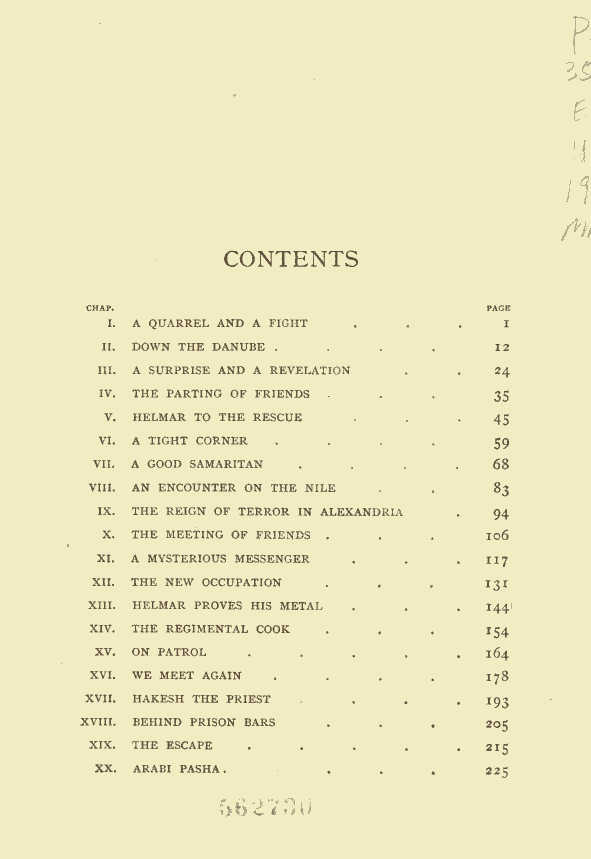 P
35
E
11
19
CONTENTS
CHAP. PAGE
I. A QUARREL AND A FIGHT . . . 1
II. DOWN THE DANUBE . . . . 12
III. A SURPRISE AND A REVELATION . . 24
IV. THE PARTING OF FRIENDS . . . 35
V. HELMAR TO THE RESCUE . . . 45
VI. A TIGHT CORNER . . . . 59
VII. A GOOD SAMARITAN . . . . 68
VIII. AN ENCOUNTER ON THE NILE . . 83
IX. THE REIGN OF TERROR IN ALEXANDRIA . 94
X. THE MEETING OF FRIENDS . . . 106
XI. A MYSTERIOUS MESSENGER . . . 117
XII. THE NEW OCCUPATION . . . 131
XIII. HELMAR PROVES HIS METAL . . . 144
XIV. THE REGIMENTAL COOK . . . 154
XV. ON PATROL . . . . . 164
XVI. WE MEET AGAIN . . . . 178
XVII. HAKESH THE PRIEST . . . . 193
XVIII. BEHIND PRISON BARS . . . 205
XIX. THE ESCAPE . . . . . 215
XX. ARABI PASHA . . . . 225
562730